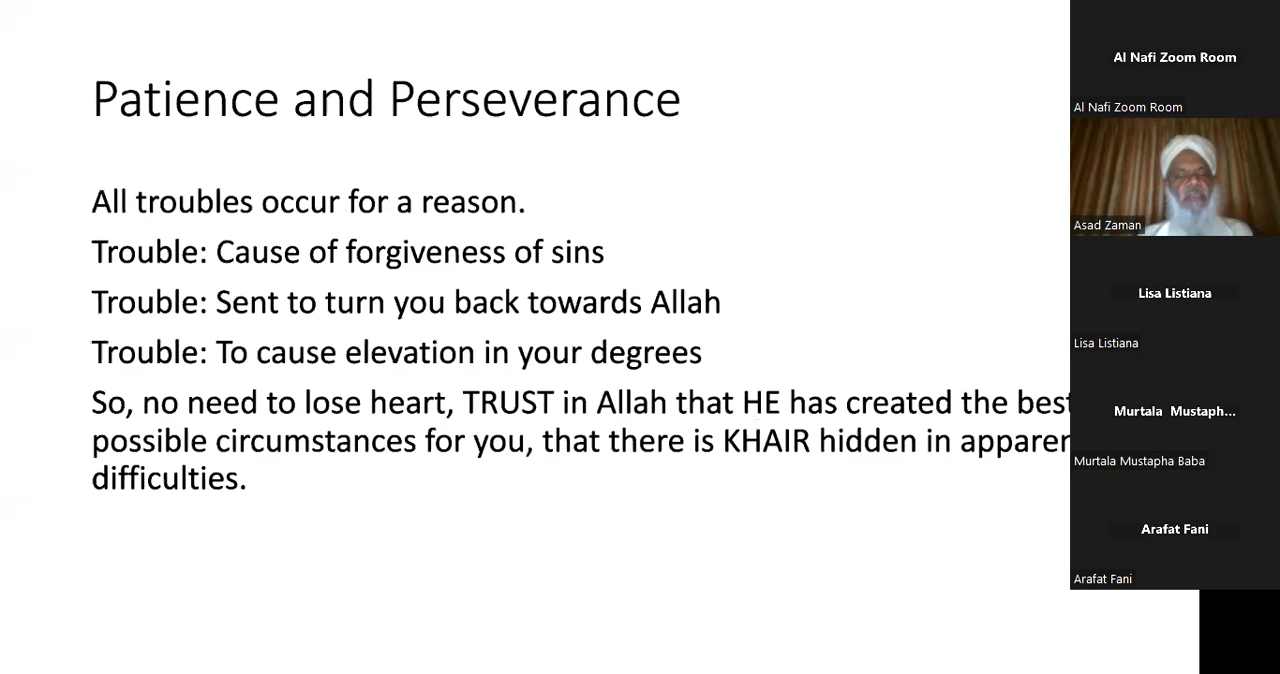 Patience and Perseverance
All troubles occur for a reason.
Trouble: Cause of forgiveness of sins
Trouble: Sent to turn you back towards Allah
Trouble: To cause elevation in your degrees
So, no need to lose heart, TRUST in Allah that HE has created the best
possible circumstances for you, that there is KHAIR hidden in apparen
difficulties.
Al Nafi Zoom Room
Al Nafi Zoom Room
Asad Zaman
Lisa Listiana
Lisa Listiana
Murtala Mustaph...
Murtala Mustapha Baba
Arafat Fani
Arafat Fani